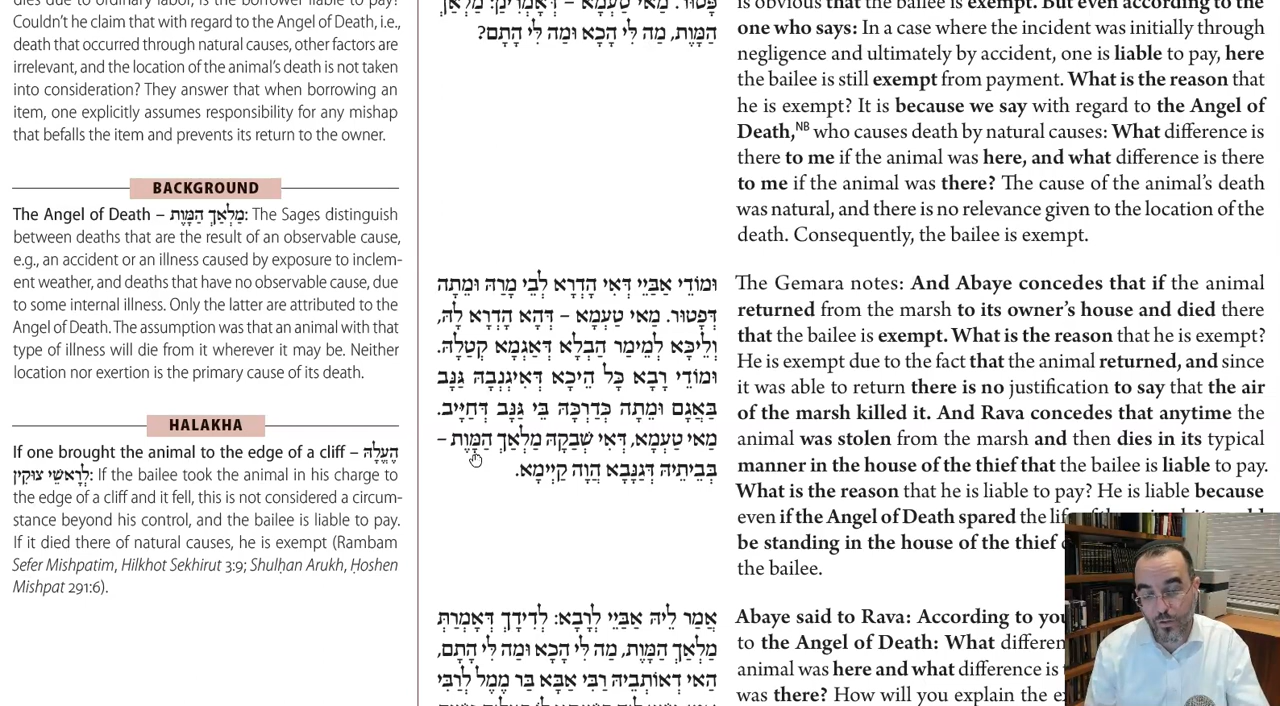 dies due to ordinary labor, is the borrower liable to pay?
Couldn't he claim that with regard to the Angel of Death, i.e.,
death that occurred through natural causes, other factors are
irrelevant, and the location of the animal's death is not taken
into consideration? They answer that when borrowing an
item, one explicitly assumes responsibility for any mishap
that befalls the item and prevents its return to the owner.
BACKGROUND
The Angel of Death – מַלְאַךְ הַמָּוֶת: The Sages distinguish
between deaths that are the result of an observable cause,
e.g., an accident or an illness caused by exposure to inclem-
ent weather, and deaths that have no observable cause, due
to some internal illness. Only the latter are attributed to the
Angel of Death. The assumption was that an animal with that
type of illness will die from it wherever it may be. Neither
location nor exertion is the primary cause of its death.
HALAKHA
If one brought the animal to the edge of a cliff – הֶעֱלָהּ
לְרָאשֵׁי צוּקִין: If the bailee took the animal in his charge to
the edge of a cliff and it fell, this is not considered a circum-
stance beyond his control, and the bailee is liable to pay.
If it died there of natural causes, he is exempt (Rambam
Sefer Mishpatim, Hilkhot Sekhirut 3:9; Shulḥan Arukh, Ḥoshen
Mishpat 291:6).
פָּטוּר. מַאי טַעְמָא – דְּאָמְרִינַן: מַלְאַךְ
הַמָּוֶת, מַה לִּי הָכָא וּמַה לִּי הָתָם?
וּמוֹדֵי אַבַּיֵי דְּאִי הָדְרָא לְבֵי מָרַהּ וּמֵתָה
דְּפָטוּר. מַאי טַעְמָא – דְּהָא הָדְרָא לַהּ,
וְלֵיכָּא לְמֵימַר הַבְלָא דְּאַגְמָא קַטְלַהּ.
וּמוֹדֵי רָבָא כׇּל הֵיכָא דְּאִיגַּנְבָהּ גַּנָּב
בַּאֲגַם וּמֵתָה כְּדַרְכָּהּ בֵּי גַנָּב דְּחַיָּיב.
מַאי טַעְמָא, דְּאִי שַׁבְקַהּ מַלְאַךְ הַמָּוֶת –
בְּבֵיתֵיהּ דְּגַנָּבָא הֲוָה קַיְימָא.
אֲמַר לֵיהּ אַבַּיֵי לְרָבָא: לְדִידָךְ דְּאָמְרַתְּ
מַלְאַךְ הַמָּוֶת, מַה לִּי הָכָא וּמַה לִּי הָתָם,
הַאי דְּאוֹתְבֵיהּ רַבִּי אַבָּא בַּר מֶמֶל לְרַבִּי
is obvious that the bailee is exempt. But even according to the
one who says: In a case where the incident was initially through
negligence and ultimately by accident, one is liable to pay, here
the bailee is still exempt from payment. What is the reason that
he is exempt? It is because we say with regard to the Angel of
Death,NB who causes death by natural causes: What difference is
there to me if the animal was here, and what difference is there
to me if the animal was there? The cause of the animal's death
was natural, and there is no relevance given to the location of the
death. Consequently, the bailee is exempt.
The Gemara notes: And Abaye concedes that if the animal
returned from the marsh to its owner's house and died there
that the bailee is exempt. What is the reason that he is exempt?
He is exempt due to the fact that the animal returned, and since
it was able to return there is no justification to say that the air
of the marsh killed it. And Rava concedes that anytime the
animal was stolen from the marsh and then dies in its typical
manner in the house of the thief that the bailee is liable to pay.
What is the reason that he is liable to pay? He is liable because
even if the Angel of Death spared the
be standing in the house of the thief
the bailee.
Abaye said to Rava: According to
to the Angel of Death: What
animal was here and what difference is
was there? How will you explain the